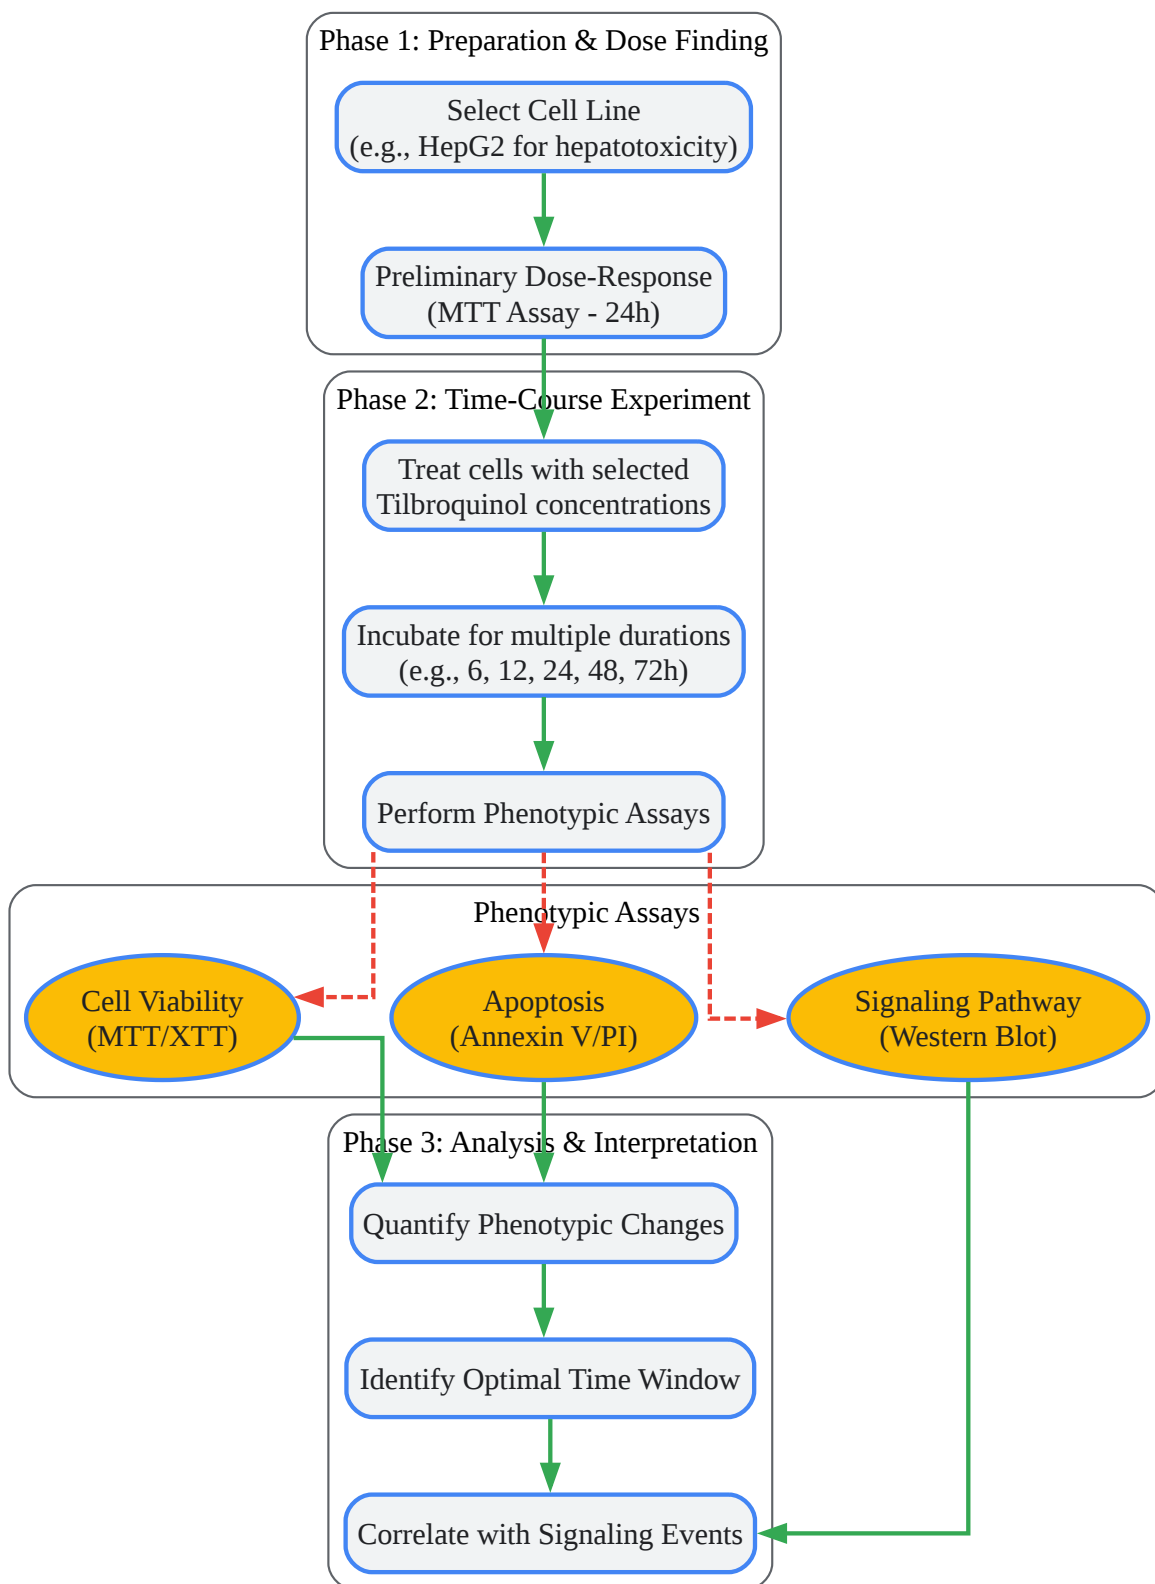 Phase 1: Preparation & Dose Finding
Select Cell Line
(e.g., HepG2 for hepatotoxicity)
Preliminary Dose-Response
(MTT Assay - 24h)
Phase 2: Time-Course Experiment
Treat cells with selected
Tilbroquinol concentrations
Incubate for multiple durations
(e.g., 6, 12, 24, 48, 72h)
Perform Phenotypic Assays
Phenotypic Assays
Cell Viability
(MTT/XTT)
Apoptosis
(Annexin V/PI)
Signaling Pathway
(Western Blot)
Phase 3: Analysis & Interpretation
Quantify Phenotypic Changes
Identify Optimal Time Window
Correlate with Signaling Events